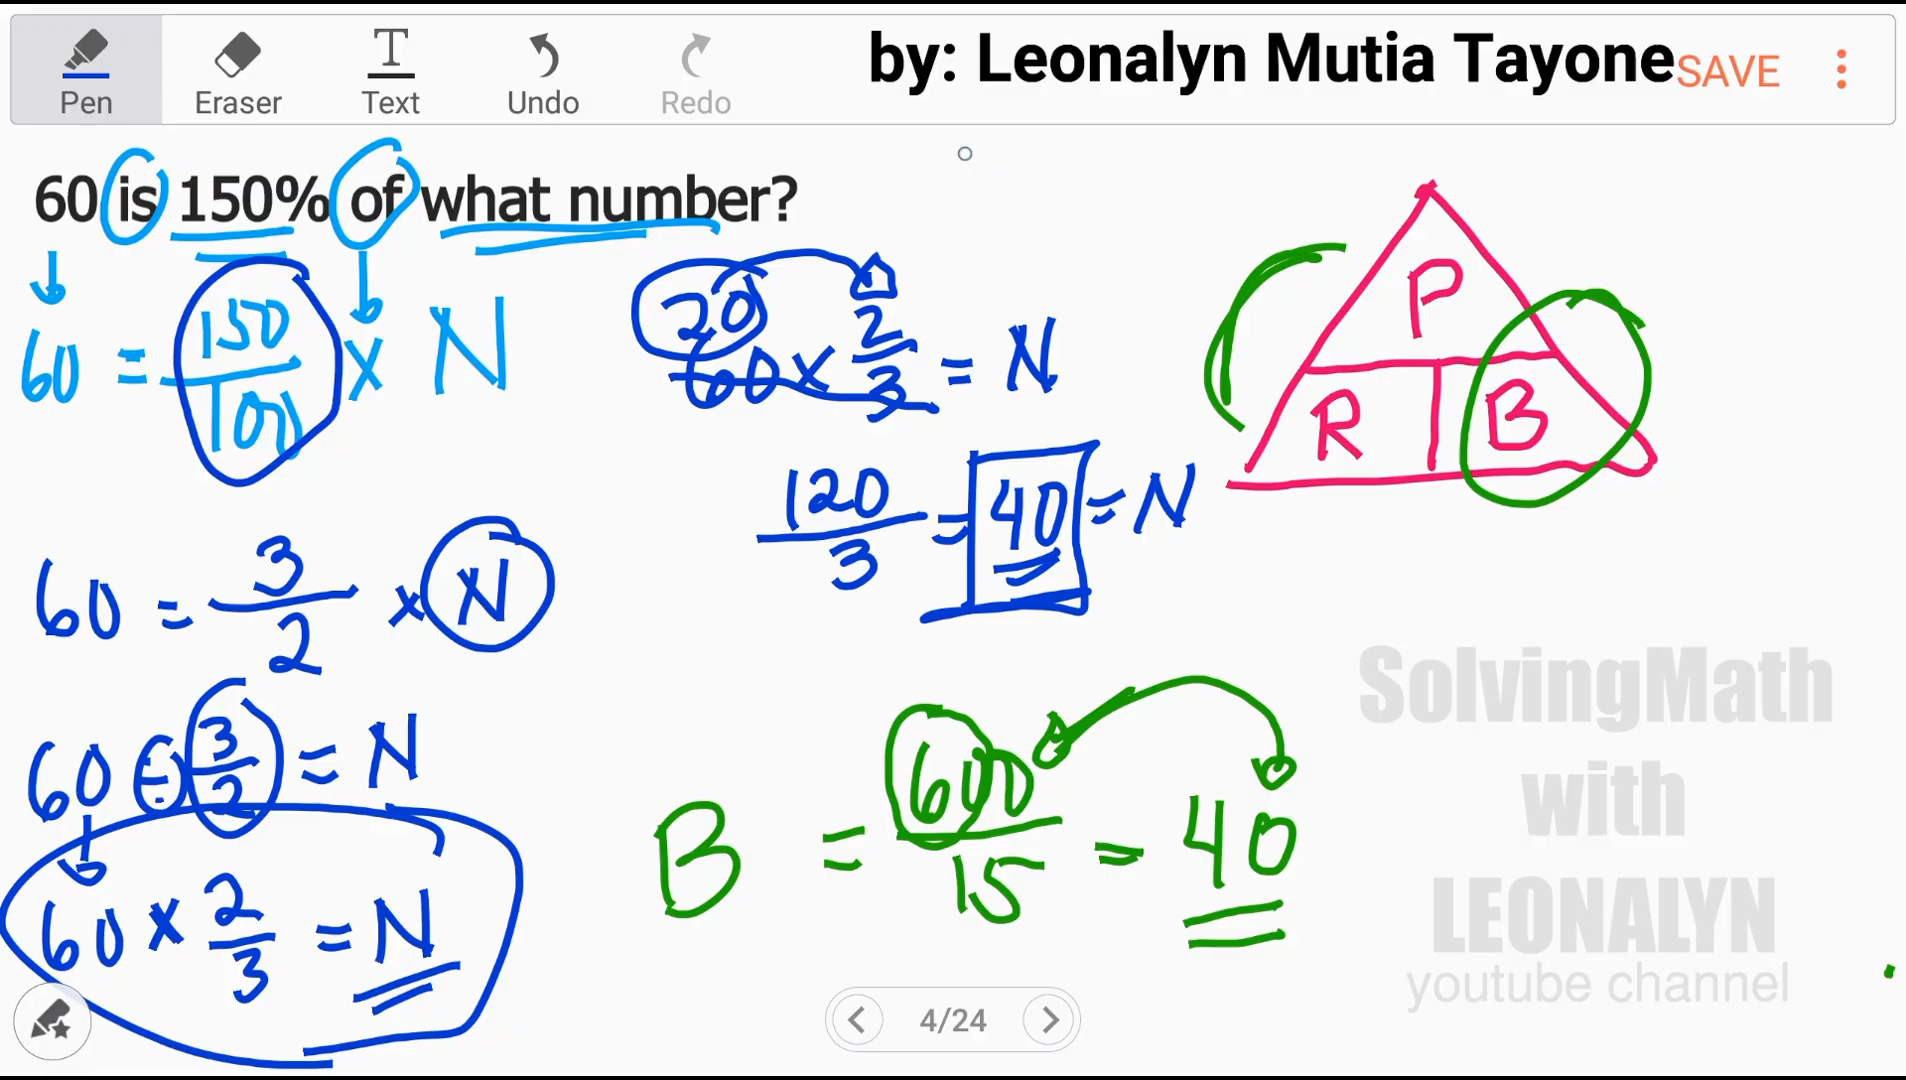 by: Leonalyn Mutia Tayone
SAVE
Pen
Eraser
Text
Undo
Redo
60 is 150% of what number?
60 = 150/100 × N
60 = 3/2 × N
60 ÷ 3/2 = N
60 × 2/3 = N
20
60 × 2/3 = N
120/3 = 40 = N
P
R B
B = 600/15 = 40
SolvingMath
with
LEONALYN
youtube channel
4/24